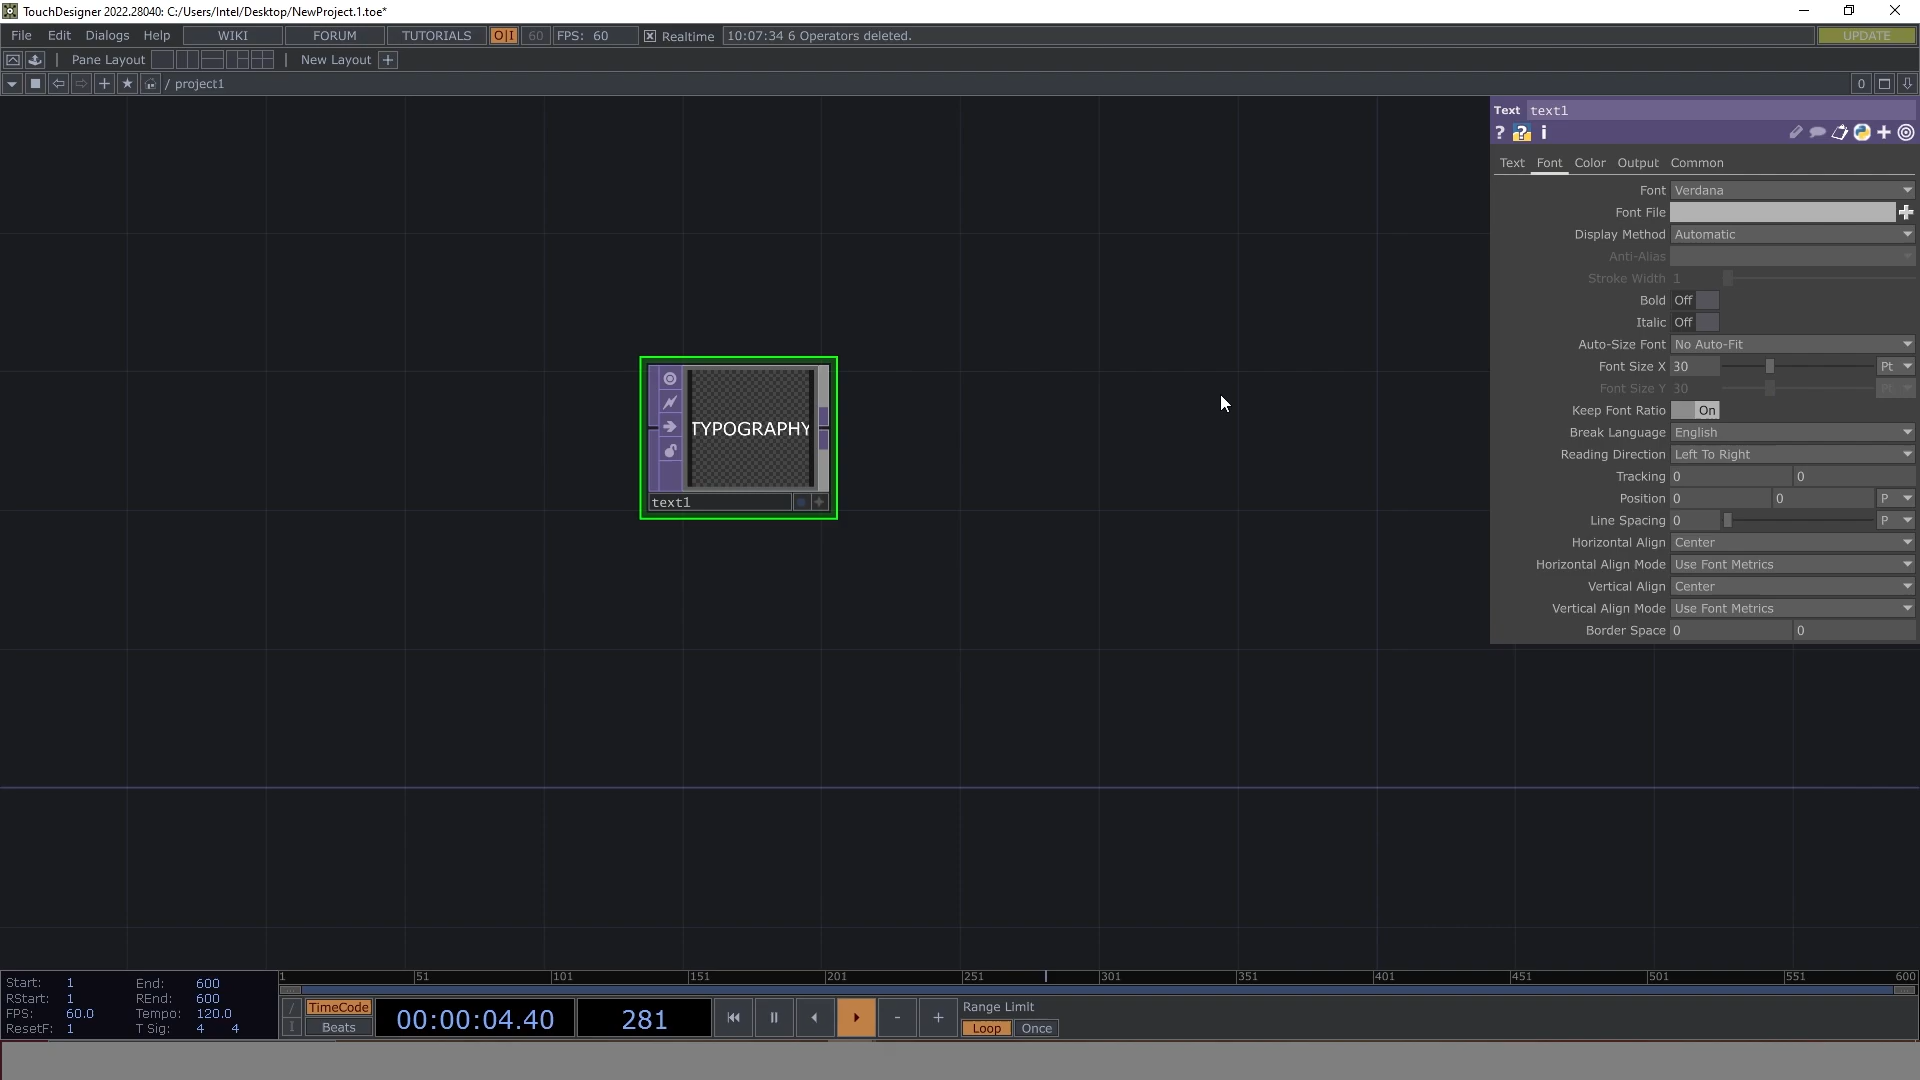 TouchDesigner 2022.28040: C:/Users/Intel/Desktop/NewProject.1.toe*
File Edit Dialogs Help WIKI FORUM TUTORIALS O|I 60 FPS: 60 Realtime 10:07:34 6 Operators deleted. UPDATE
Pane Layout New Layout +
/ project1 0
Text text1
? ? i
Text Font Color Output Common
Font Verdana
Font File
Display Method Automatic
Anti-Alias
Stroke Width 1
Bold Off
Italic Off
Auto-Size Font No Auto-Fit
Font Size X 30 Pt
Font Size Y 30
Keep Font Ratio On
Break Language English
Reading Direction Left To Right
Tracking 0 0
Position 0 0 P
Line Spacing 0 P
Horizontal Align Center
Horizontal Align Mode Use Font Metrics
Vertical Align Center
Vertical Align Mode Use Font Metrics
Border Space 0 0
TYPOGRAPHY
text1
1 51 101 151 201 251 301 351 401 451 501 551 600
Start: 1 End: 600
RStart: 1 REnd: 600
FPS: 60.0 Tempo: 120.0
ResetF: 1 T Sig: 4 4
/ TimeCode
I Beats
00:00:04.40 281 - +
Range Limit
Loop Once